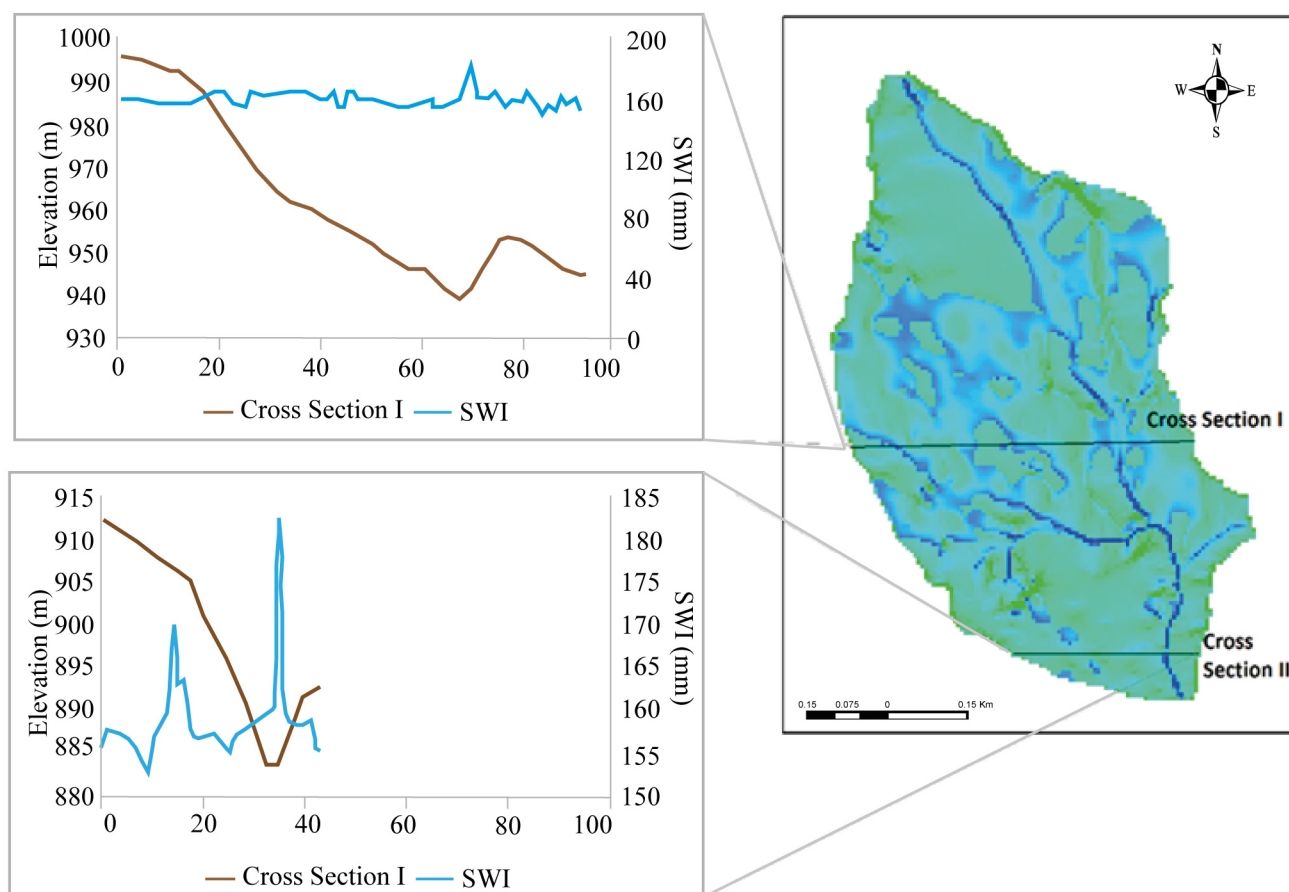 1000
990
980
970
960
950
940
930
Elevation (m)
200
160
120
80
40
0
SWI (mm)
0 20 40 60 80 100
Cross Section I SWI
915
910
905
900
895
890
885
880
Elevation (m)
185
180
175
170
165
160
155
150
SWI (mm)
0 20 40 60 80 100
Cross Section I SWI
N
W E
S
Cross Section I
Cross
Section II
0.15 0.075 0 0.15 Km